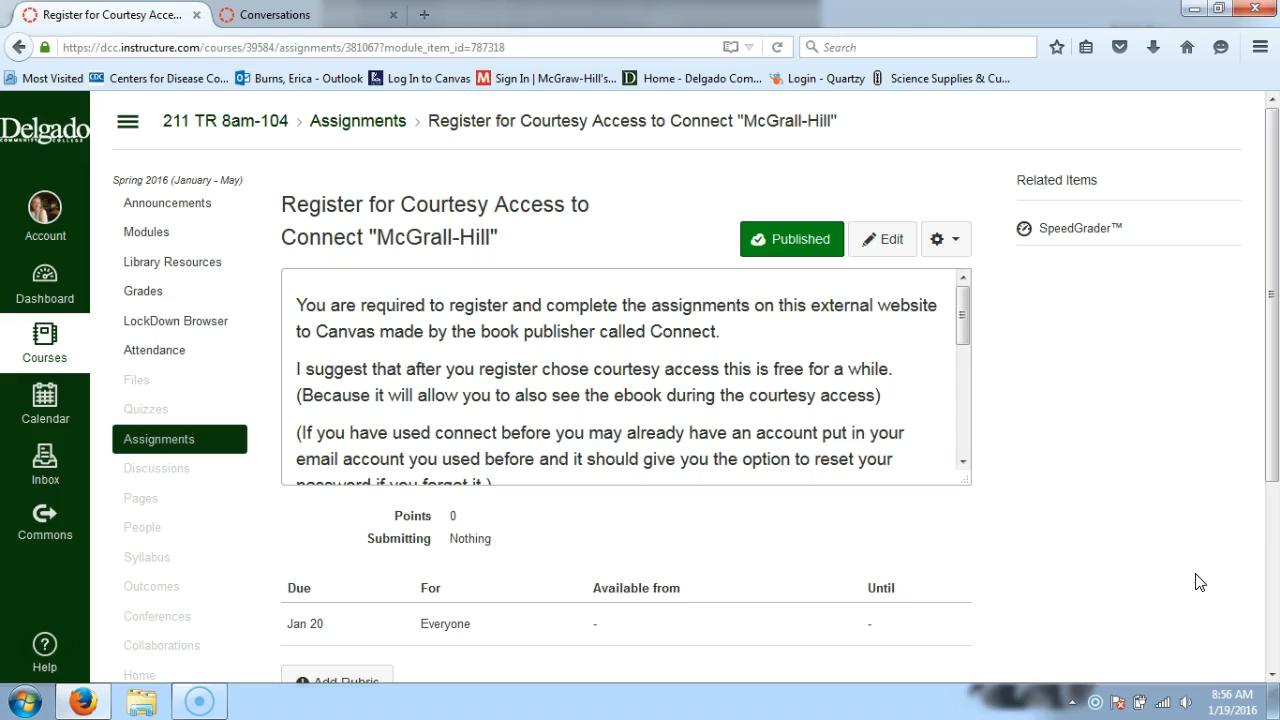 Register for Courtesy Acce...
Conversations
https://dcc.instructure.com/courses/39584/assignments/381067?module_item_id=787318
Search
Most Visited
CDC Centers for Disease Co...
Burns, Erica - Outlook
Log In to Canvas
M Sign In | McGraw-Hill's...
D Home - Delgado Com...
Login - Quartzy
Science Supplies & Cu...
Delgado
COMMUNITY COLLEGE
211 TR 8am-104 > Assignments > Register for Courtesy Access to Connect "McGrall-Hill"
Account
Dashboard
Courses
Calendar
Inbox
Commons
Help
Spring 2016 (January - May)
Announcements
Modules
Library Resources
Grades
LockDown Browser
Attendance
Files
Quizzes
Assignments
Discussions
Pages
People
Syllabus
Outcomes
Conferences
Collaborations
Home
Register for Courtesy Access to
Connect "McGrall-Hill"
Published
Edit
You are required to register and complete the assignments on this external website
to Canvas made by the book publisher called Connect.
I suggest that after you register chose courtesy access this is free for a while.
(Because it will allow you to also see the ebook during the courtesy access)
(If you have used connect before you may already have an account put in your
email account you used before and it should give you the option to reset your
password if you forgot it.)
Points 0
Submitting Nothing
Due For Available from Until
Jan 20 Everyone - -
Add Rubric
Related Items
SpeedGrader™
8:56 AM
1/19/2016